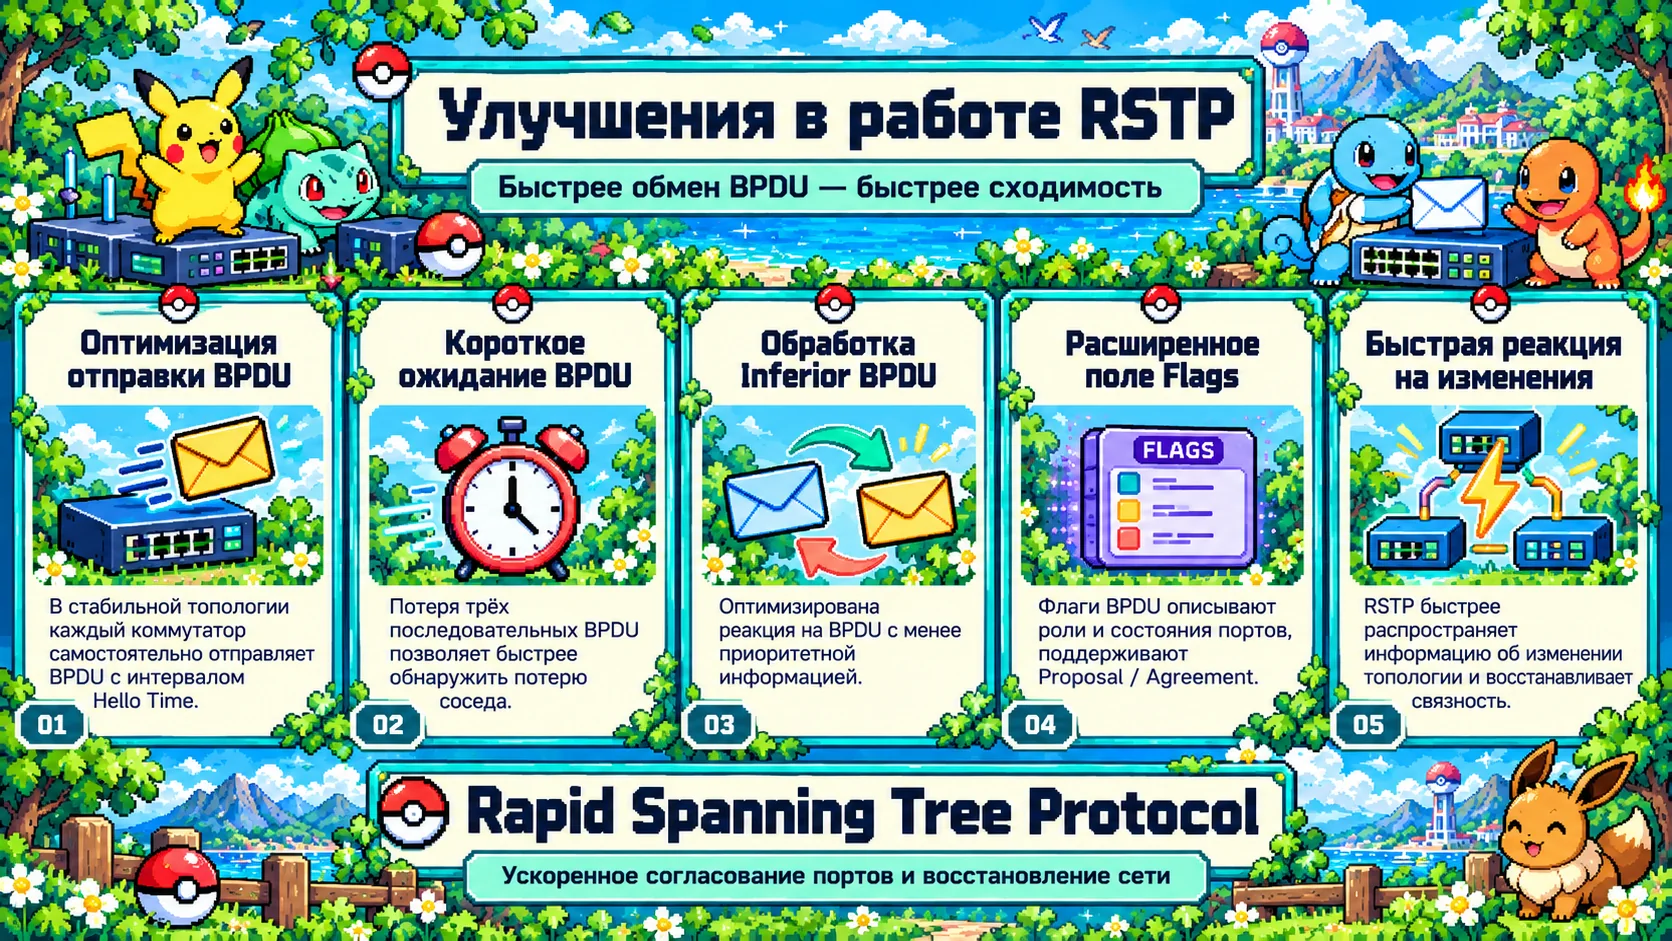 Улучшения в работе RSTP
Быстрее обмен BPDU — быстрее сходимость
Оптимизация
отправки BPDU
В стабильной топологии
каждый коммутатор
самостоятельно отправляет
BPDU с интервалом
Hello Time.
01
Короткое
ожидание BPDU
Потеря трёх
последовательных BPDU
позволяет быстрее
обнаружить потерю
соседа.
02
Обработка
Inferior BPDU
Оптимизирована
реакция на BPDU с менее
приоритетной
информацией.
03
Расширенное
поле Flags
FLAGS
Флаги BPDU описывают
роли и состояния портов,
поддерживают
Proposal / Agreement.
04
Быстрая реакция
на изменения
RSTP быстрее
распространяет
информацию об изменении
топологии и восстанавливает
связность.
05
Rapid Spanning Tree Protocol
Ускоренное согласование портов и восстановление сети